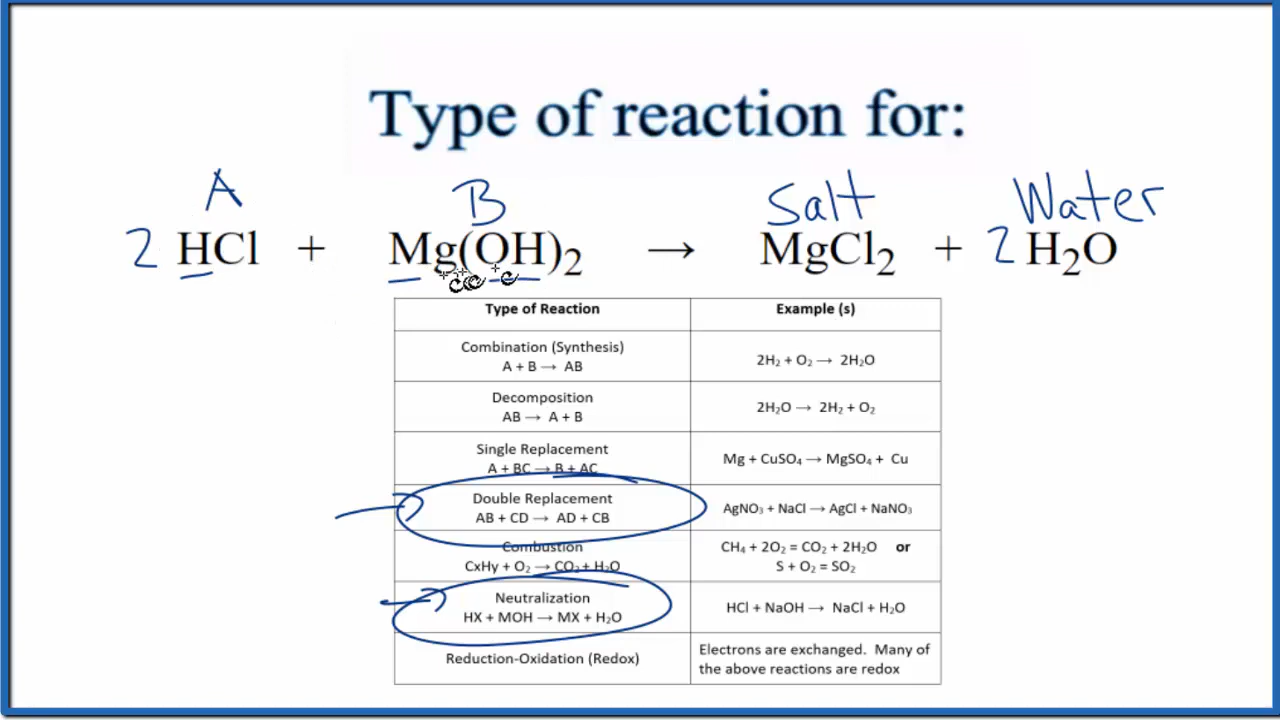 Type of reaction for:
A B Salt Water
2 HCl + Mg(OH)₂ → MgCl₂ + 2 H₂O
Type of Reaction Example (s)
Combination (Synthesis)
A + B → AB
2H₂ + O₂ → 2H₂O
Decomposition
AB → A + B
2H₂O → 2H₂ + O₂
Single Replacement
A + BC → B + AC
Mg + CuSO₄ → MgSO₄ + Cu
Double Replacement
AB + CD → AD + CB
AgNO₃ + NaCl → AgCl + NaNO₃
Combustion
CxHy + O₂ → CO₂ + H₂O
CH₄ + 2O₂ = CO₂ + 2H₂O or
S + O₂ = SO₂
Neutralization
HX + MOH → MX + H₂O
HCl + NaOH → NaCl + H₂O
Reduction-Oxidation (Redox)
Electrons are exchanged. Many of
the above reactions are redox